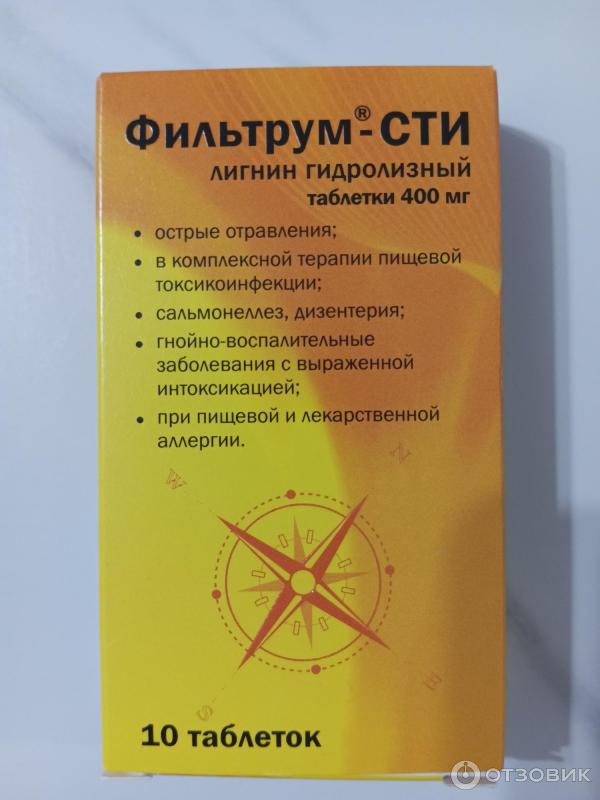 Фильтрум®-СТИ
лигнин гидролизный
таблетки 400 мг
• острые отравления;
• в комплексной терапии пищевой
токсикоинфекции;
• сальмонеллез, дизентерия;
• гнойно-воспалительные
заболевания с выраженной
интоксикацией;
• при пищевой и лекарственной
аллергии.
N
W
E
S
10 таблеток
ОТЗОВИК